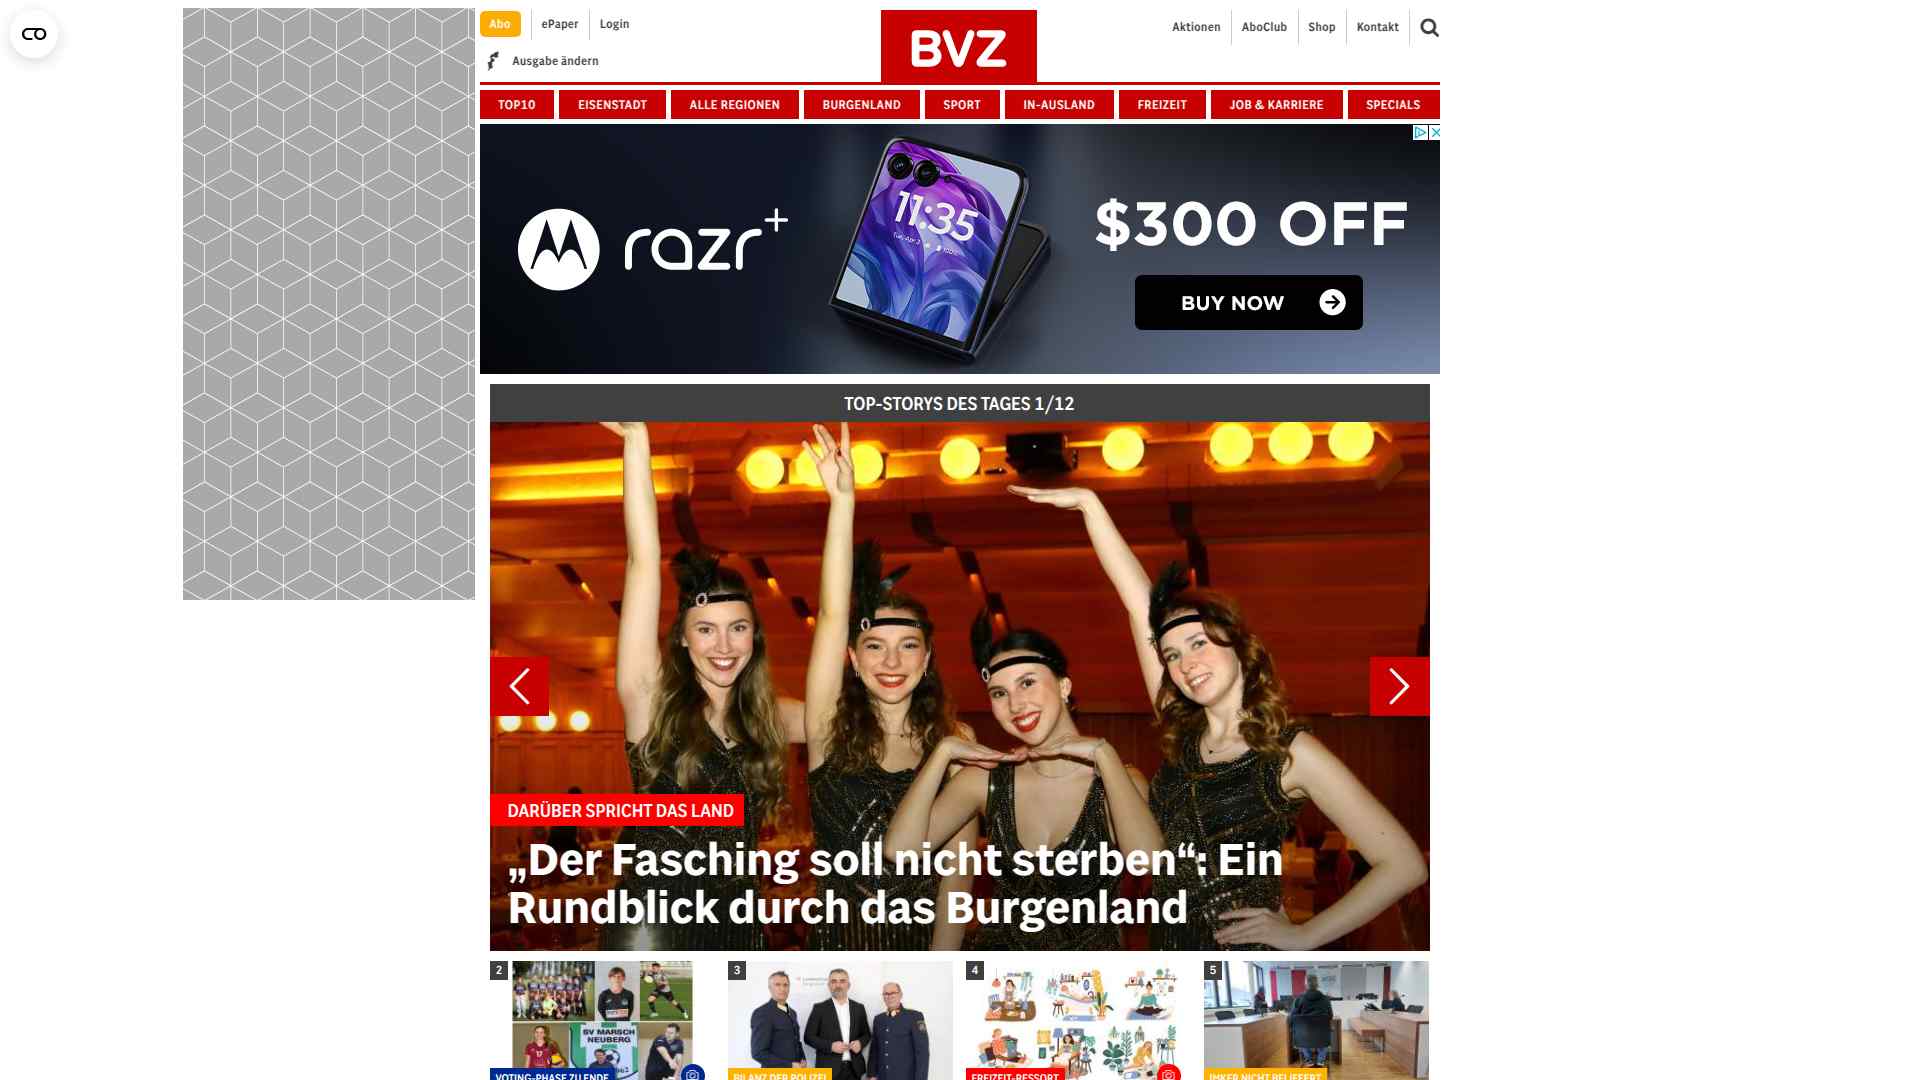 Abo
ePaper
Login
Ausgabe ändern
BVZ
Aktionen
AboClub
Shop
Kontakt
TOP10
EISENSTADT
ALLE REGIONEN
BURGENLAND
SPORT
IN-AUSLAND
FREIZEIT
JOB & KARRIERE
SPECIALS
razr+
11:35
$300 OFF
BUY NOW
TOP-STORYS DES TAGES 1/12
DARÜBER SPRICHT DAS LAND
„Der Fasching soll nicht sterben“: Ein
Rundblick durch das Burgenland
2
SV MARSCH
NEUBERG
VOTING-PHASE ZU ENDE
3
BILANZ DER POLIZEI
4
FREIZEIT-RESSORT
5
IMKER NICHT BELIEFERT